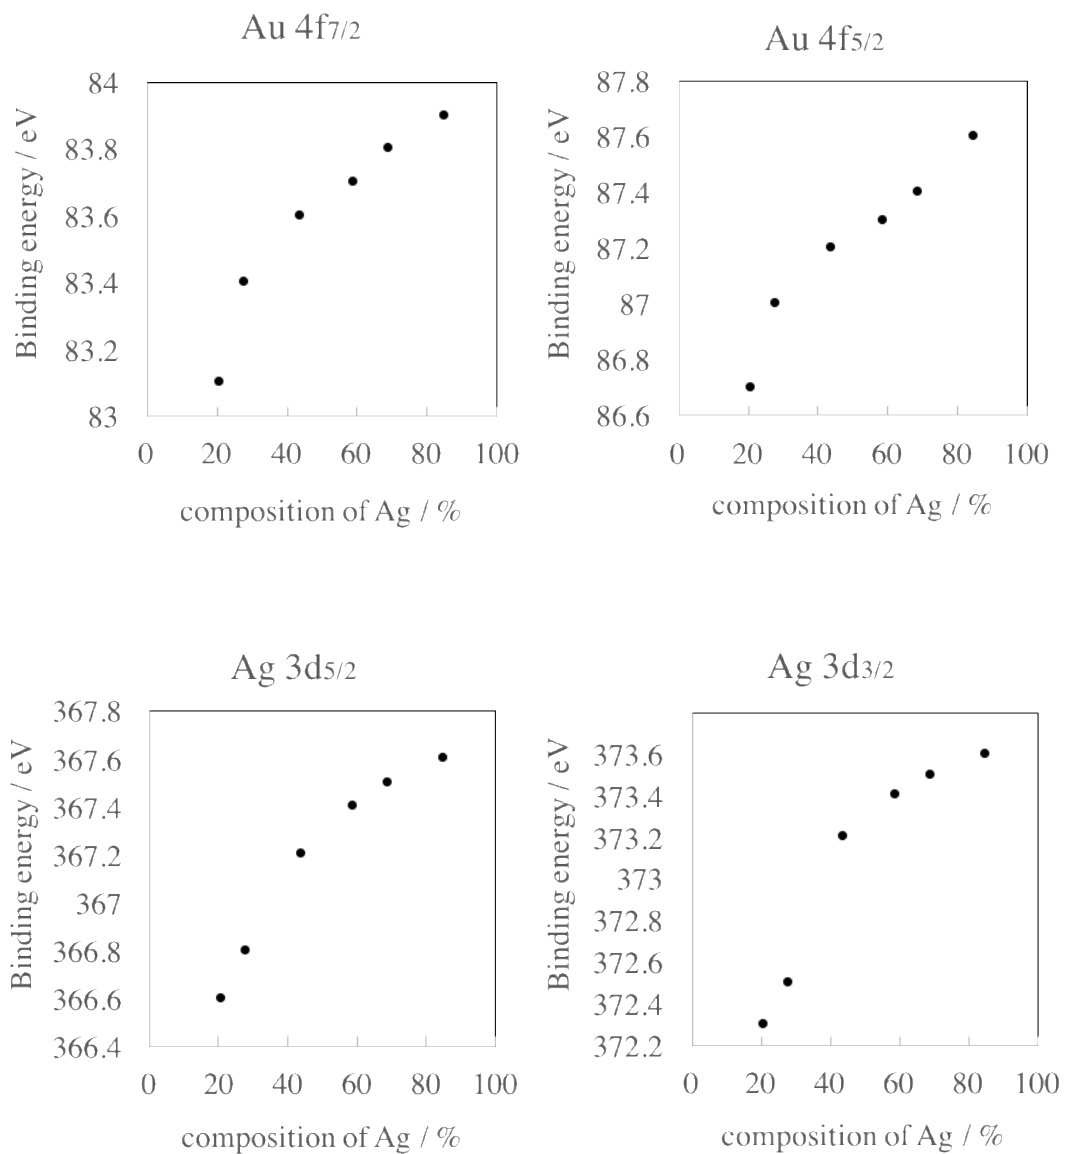 Au 4f7/2
Binding energy / eV
84
83.8
83.6
83.4
83.2
83
0 20 40 60 80 100
composition of Ag / %
Au 4f5/2
Binding energy / eV
87.8
87.6
87.4
87.2
87
86.8
86.6
0 20 40 60 80 100
composition of Ag / %
Ag 3d5/2
Binding energy / eV
367.8
367.6
367.4
367.2
367
366.8
366.6
366.4
0 20 40 60 80 100
composition of Ag / %
Ag 3d3/2
Binding energy / eV
373.6
373.4
373.2
373
372.8
372.6
372.4
372.2
0 20 40 60 80 100
composition of Ag / %